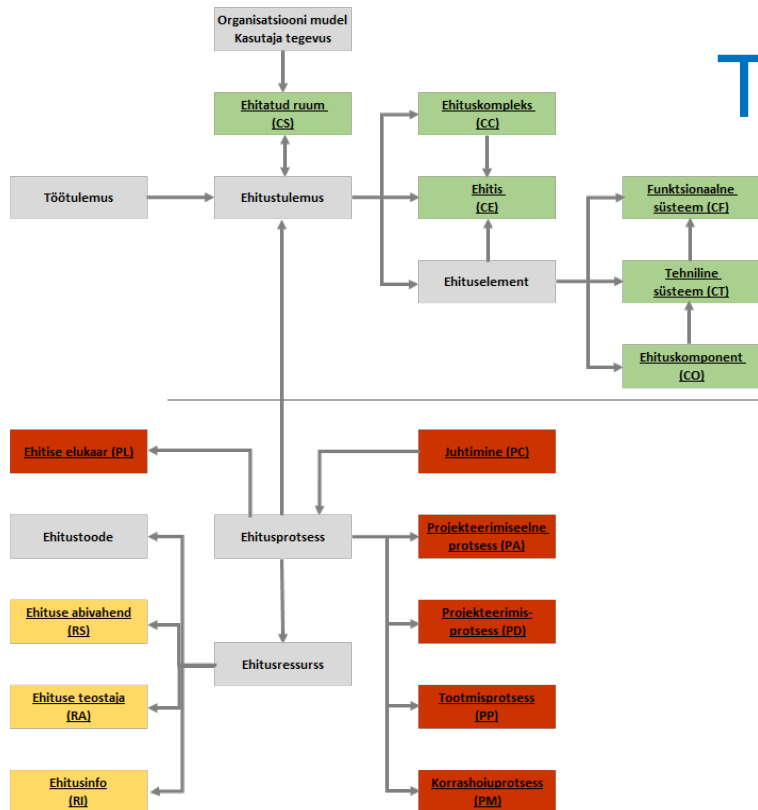 Organisatsiooni mudel
Kasutaja tegevus
T
Ehitatud ruum
(CS)
Ehituskompleks
(CC)
Töötulemus
Ehitustulemus
Ehitis
(CE)
Funktsionaalne
süsteem (CF)
Ehituselement
Tehniline
süsteem (CT)
Ehituskomponent
(CO)
Ehitise elukaar (PL)
Juhtimine (PC)
Ehitustoode
Ehitusprotsess
Projekteerimiseelne
protsess (PA)
Ehituse abivahend
(RS)
Projekteerimis-
protsess (PD)
Ehitusressurss
Ehituse teostaja
(RA)
Tootmisprotsess
(PP)
Ehitusinfo
(RI)
Korrashoiuprotsess
(PM)